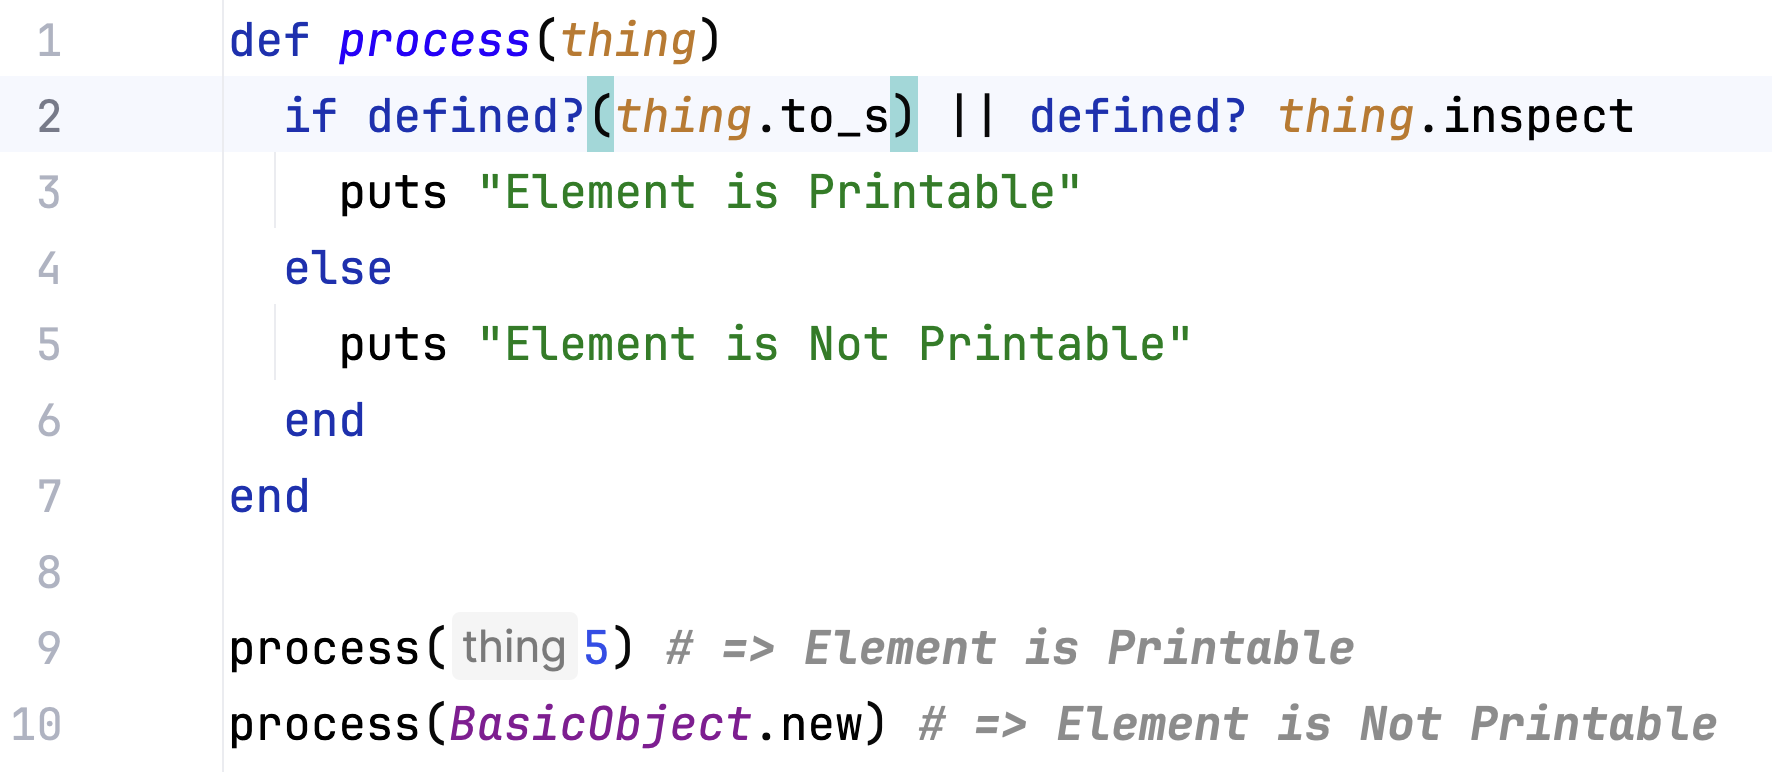 1 def process(thing)
2 if defined?(thing.to_s) || defined? thing.inspect
3 puts "Element is Printable"
4 else
5 puts "Element is Not Printable"
6 end
7 end
8
9 process(thing 5) # => Element is Printable
10 process(BasicObject.new) # => Element is Not Printable